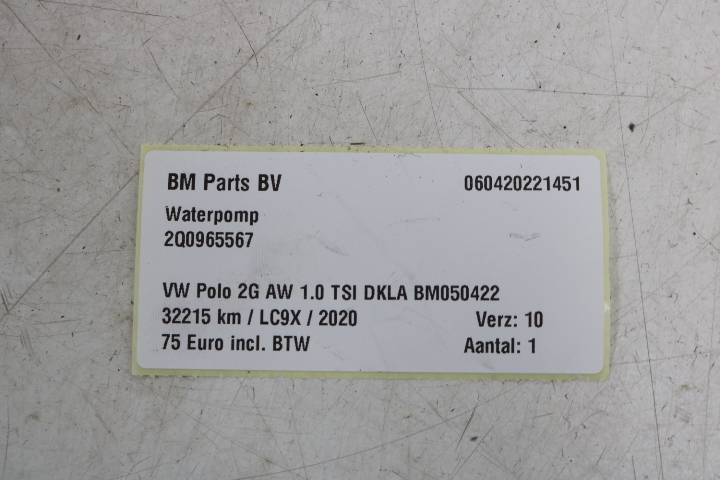 BM Parts BV 060420221451
Waterpomp
2Q0965567
VW Polo 2G AW 1.0 TSI DKLA BM050422
32215 km / LC9X / 2020 Verz: 10
75 Euro incl. BTW Aantal: 1